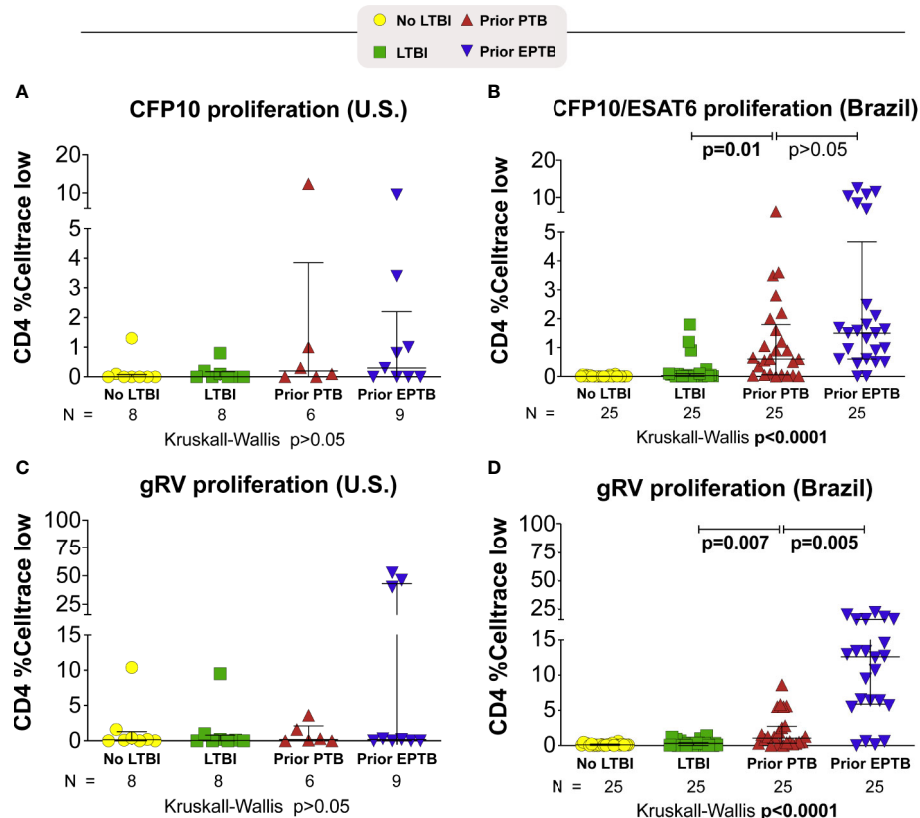 No LTBI Prior PTB
LTBI Prior EPTB
A
CFP10 proliferation (U.S.)
CD4 %Celltrace low
20
10
5
4
3
2
1
0
No LTBI LTBI Prior PTB Prior EPTB
N = 8 8 6 9
Kruskall-Wallis p>0.05
B
CFP10/ESAT6 proliferation (Brazil)
p=0.01 p>0.05
CD4 %Celltrace low
20
10
5
4
3
2
1
0
No LTBI LTBI Prior PTB Prior EPTB
N = 25 25 25 25
Kruskall-Wallis p<0.0001
C
gRV proliferation (U.S.)
CD4 %Celltrace low
100
75
50
25
15
10
5
0
No LTBI LTBI Prior PTB Prior EPTB
N = 8 8 6 9
Kruskall-Wallis p>0.05
D
gRV proliferation (Brazil)
p=0.007 p=0.005
CD4 %Celltrace low
100
75
50
25
15
10
5
0
No LTBI LTBI Prior PTB Prior EPTB
N = 25 25 25 25
Kruskall-Wallis p<0.0001